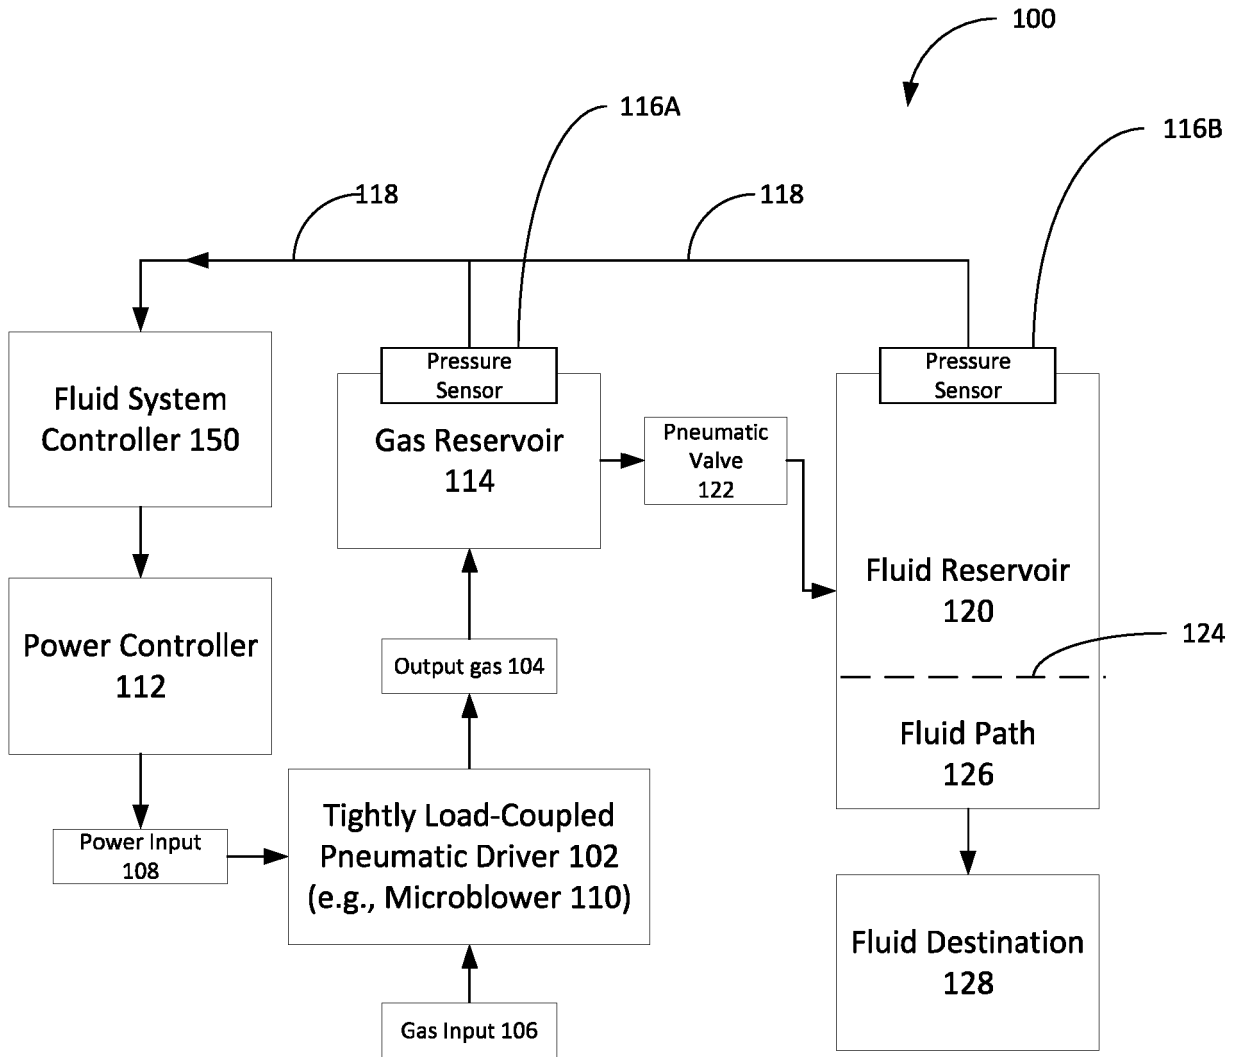 100
116A
116B
118
118
Pressure
Sensor
Pressure
Sensor
Fluid System
Controller 150
Gas Reservoir
114
Pneumatic
Valve
122
Fluid Reservoir
120
124
Power Controller
112
Output gas 104
Fluid Path
126
Power Input
108
Tightly Load-Coupled
Pneumatic Driver 102
(e.g., Microblower 110)
Fluid Destination
128
Gas Input 106